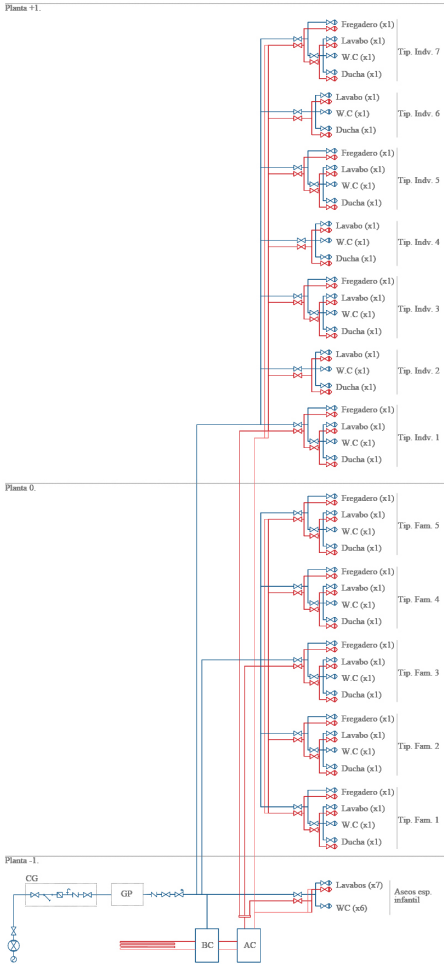 Planta +1.
Fregadero (x1)
Lavabo (x1)
W.C (x1)
Ducha (x1)
Tip. Indv. 7
Lavabo (x1)
W.C (x1)
Ducha (x1)
Tip. Indv. 6
Fregadero (x1)
Lavabo (x1)
W.C (x1)
Ducha (x1)
Tip. Indv. 5
Lavabo (x1)
W.C (x1)
Ducha (x1)
Tip. Indv. 4
Fregadero (x1)
Lavabo (x1)
W.C (x1)
Ducha (x1)
Tip. Indv. 3
Lavabo (x1)
W.C (x1)
Ducha (x1)
Tip. Indv. 2
Fregadero (x1)
Lavabo (x1)
W.C (x1)
Ducha (x1)
Tip. Indv. 1
Planta 0.
Fregadero (x1)
Lavabo (x1)
W.C (x1)
Ducha (x1)
Tip. Fam. 5
Fregadero (x1)
Lavabo (x1)
W.C (x1)
Ducha (x1)
Tip. Fam. 4
Fregadero (x1)
Lavabo (x1)
W.C (x1)
Ducha (x1)
Tip. Fam. 3
Fregadero (x1)
Lavabo (x1)
W.C (x1)
Ducha (x1)
Tip. Fam. 2
Fregadero (x1)
Lavabo (x1)
W.C (x1)
Ducha (x1)
Tip. Fam. 1
Planta -1.
CG
GP
Lavabos (x7)
WC (x6)
Aseos esp.
infantil
BC
AC